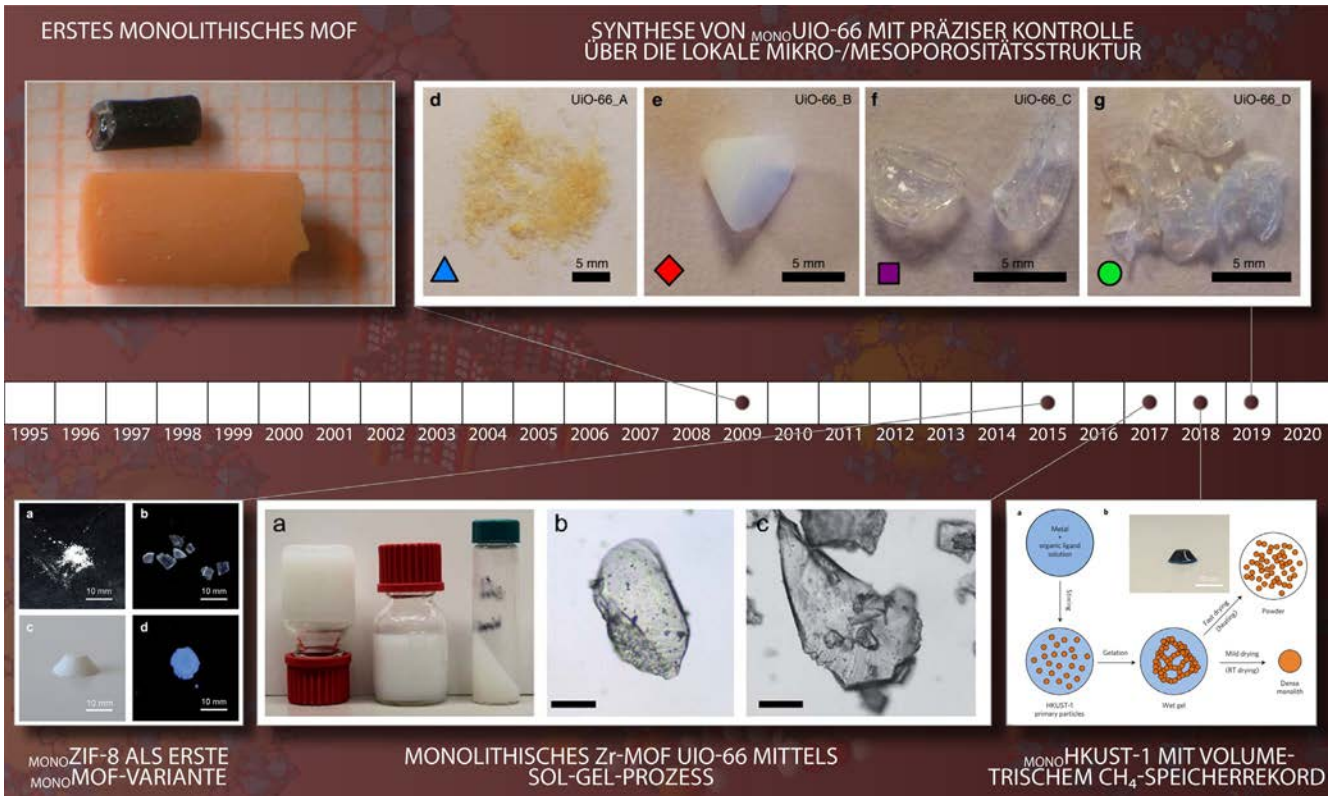 ERSTES MONOLITHISCHES MOF
SYNTHESE VON MONOUIO-66 MIT PRÄZISER KONTROLLE
ÜBER DIE LOKALE MIKRO-/MESOPOROSITÄTSSTRUKTUR
d UiO-66_A
5 mm
e UiO-66_B
5 mm
f UiO-66_C
5 mm
g UiO-66_D
5 mm
1995 1996 1997 1998 1999 2000 2001 2002 2003 2004 2005 2006 2007 2008 2009 2010 2011 2012 2013 2014 2015 2016 2017 2018 2019 2020
a
10 mm
b
10 mm
c
10 mm
d
10 mm
MONOZIF-8 ALS ERSTE
MONOMOF-VARIANTE
a
b
c
MONOLITHISCHES Zr-MOF UIO-66 MITTELS
SOL-GEL-PROZESS
a
Metal
+
organic ligand
solution
Stirring
HKUST-1
primary particles
Gelation
Wet gel
b
Fast drying
(heating)
Powder
Mild drying
(RT drying)
Dense
monolith
MONOHKUST-1 MIT VOLUME-
TRISCHEM CH₄-SPEICHERREKORD